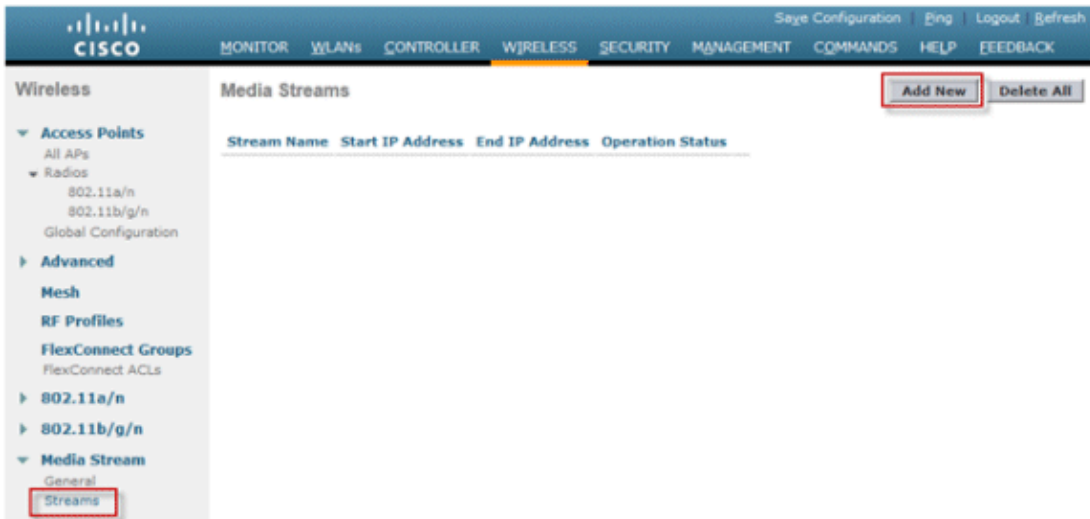 Save Configuration | Ping | Logout | Refresh
CISCO
MONITOR WLANs CONTROLLER WIRELESS SECURITY MANAGEMENT COMMANDS HELP FEEDBACK
Wireless
Access Points
All APs
Radios
802.11a/n
802.11b/g/n
Global Configuration
Advanced
Mesh
RF Profiles
FlexConnect Groups
FlexConnect ACLs
802.11a/n
802.11b/g/n
Media Stream
General
Streams
Media Streams
Add New Delete All
Stream Name Start IP Address End IP Address Operation Status